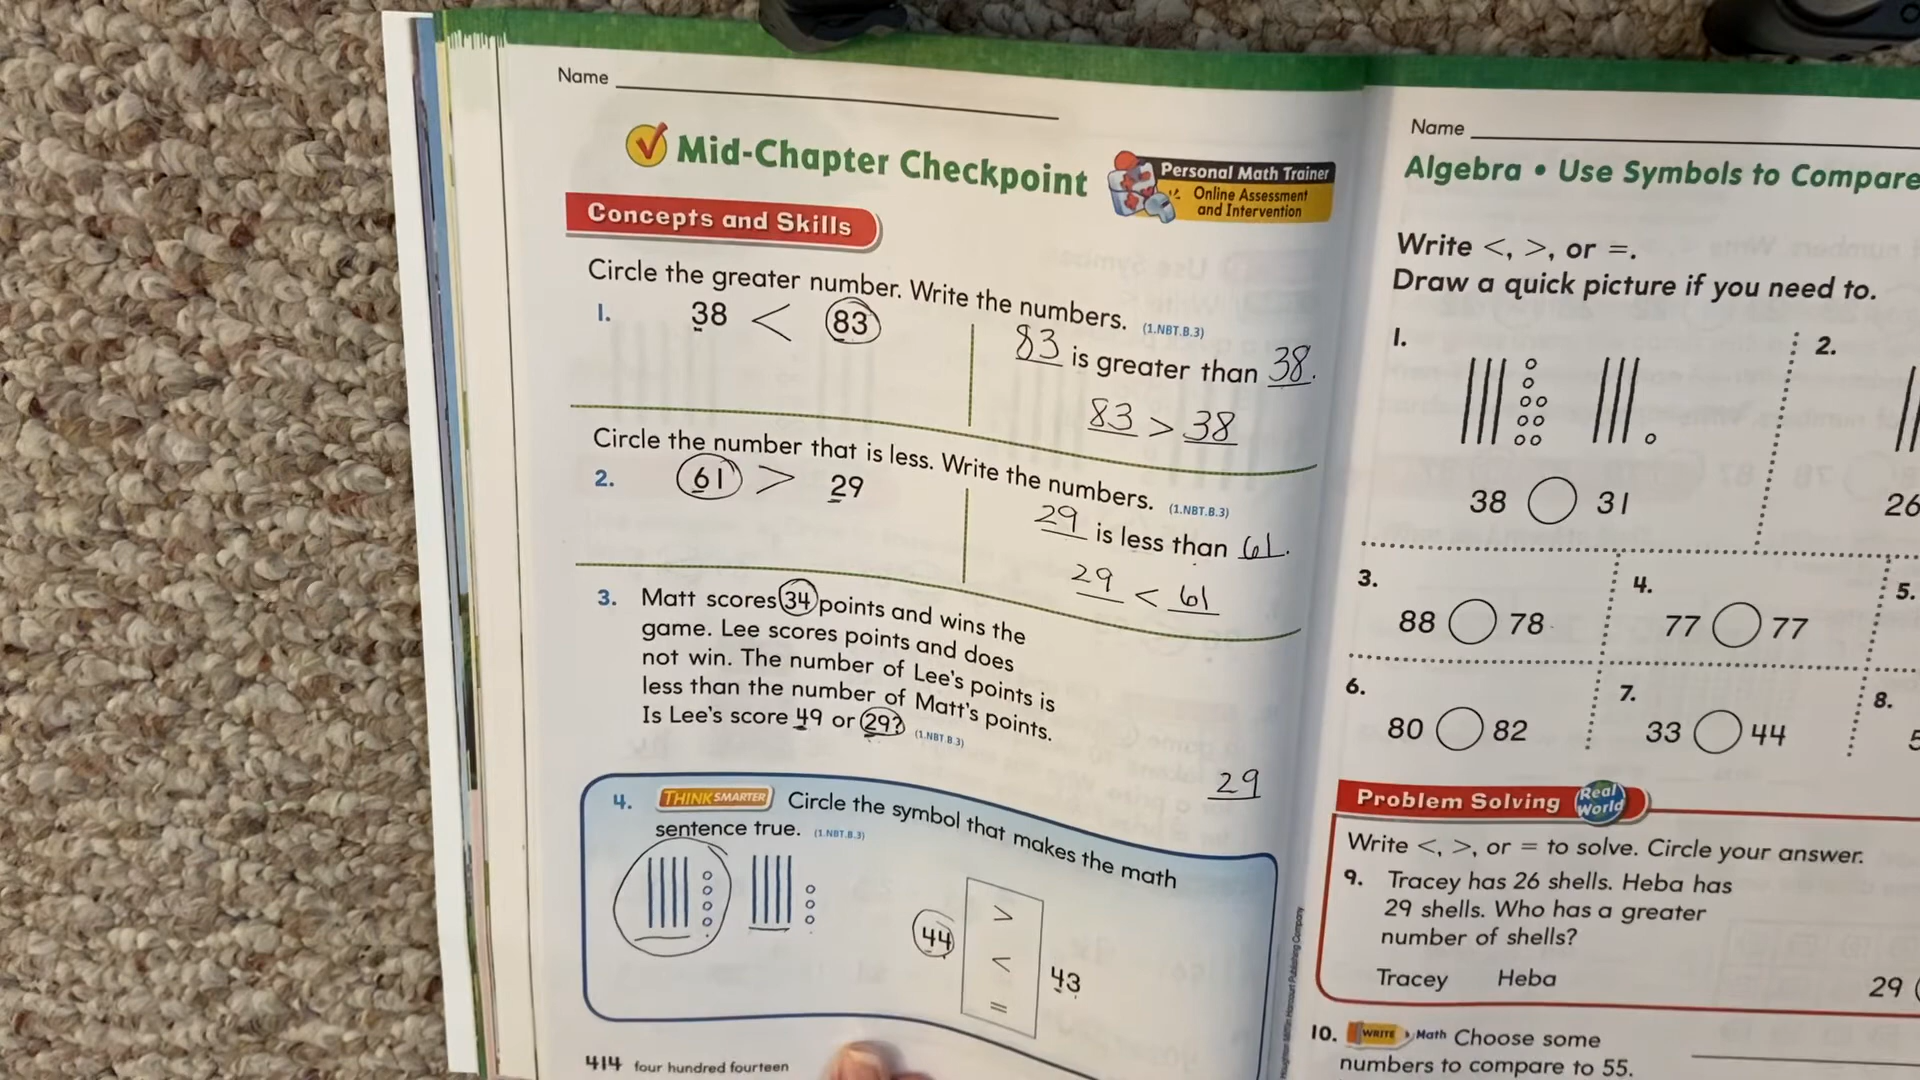 Name
Mid-Chapter Checkpoint
Personal Math Trainer
Online Assessment
and Intervention
Concepts and Skills
Circle the greater number. Write the numbers. (1.NBT.B.3)
1. 38 < 83
83 is greater than 38.
83 > 38
Circle the number that is less. Write the numbers. (1.NBT.B.3)
2. 61 > 29
29 is less than 61.
29 < 61
3. Matt scores 34 points and wins the
game. Lee scores points and does
not win. The number of Lee's points is
less than the number of Matt's points.
Is Lee's score 49 or 29? (1.NBT.B.3)
29
4. THINK SMARTER Circle the symbol that makes the math
sentence true. (1.NBT.B.3)
>
44 < 43
=
414 four hundred fourteen
Houghton Mifflin Harcourt Publishing Company
Name
Algebra • Use Symbols to Compare
Write <, >, or =.
Draw a quick picture if you need to.
1.
38 31
2.
26
3.
88 78
4.
77 77
5.
6.
80 82
7.
33 44
8.
5
Problem Solving Real World
Write <, >, or = to solve. Circle your answer.
9. Tracey has 26 shells. Heba has
29 shells. Who has a greater
number of shells?
Tracey Heba
29
10. WRITE Math Choose some
numbers to compare to 55.